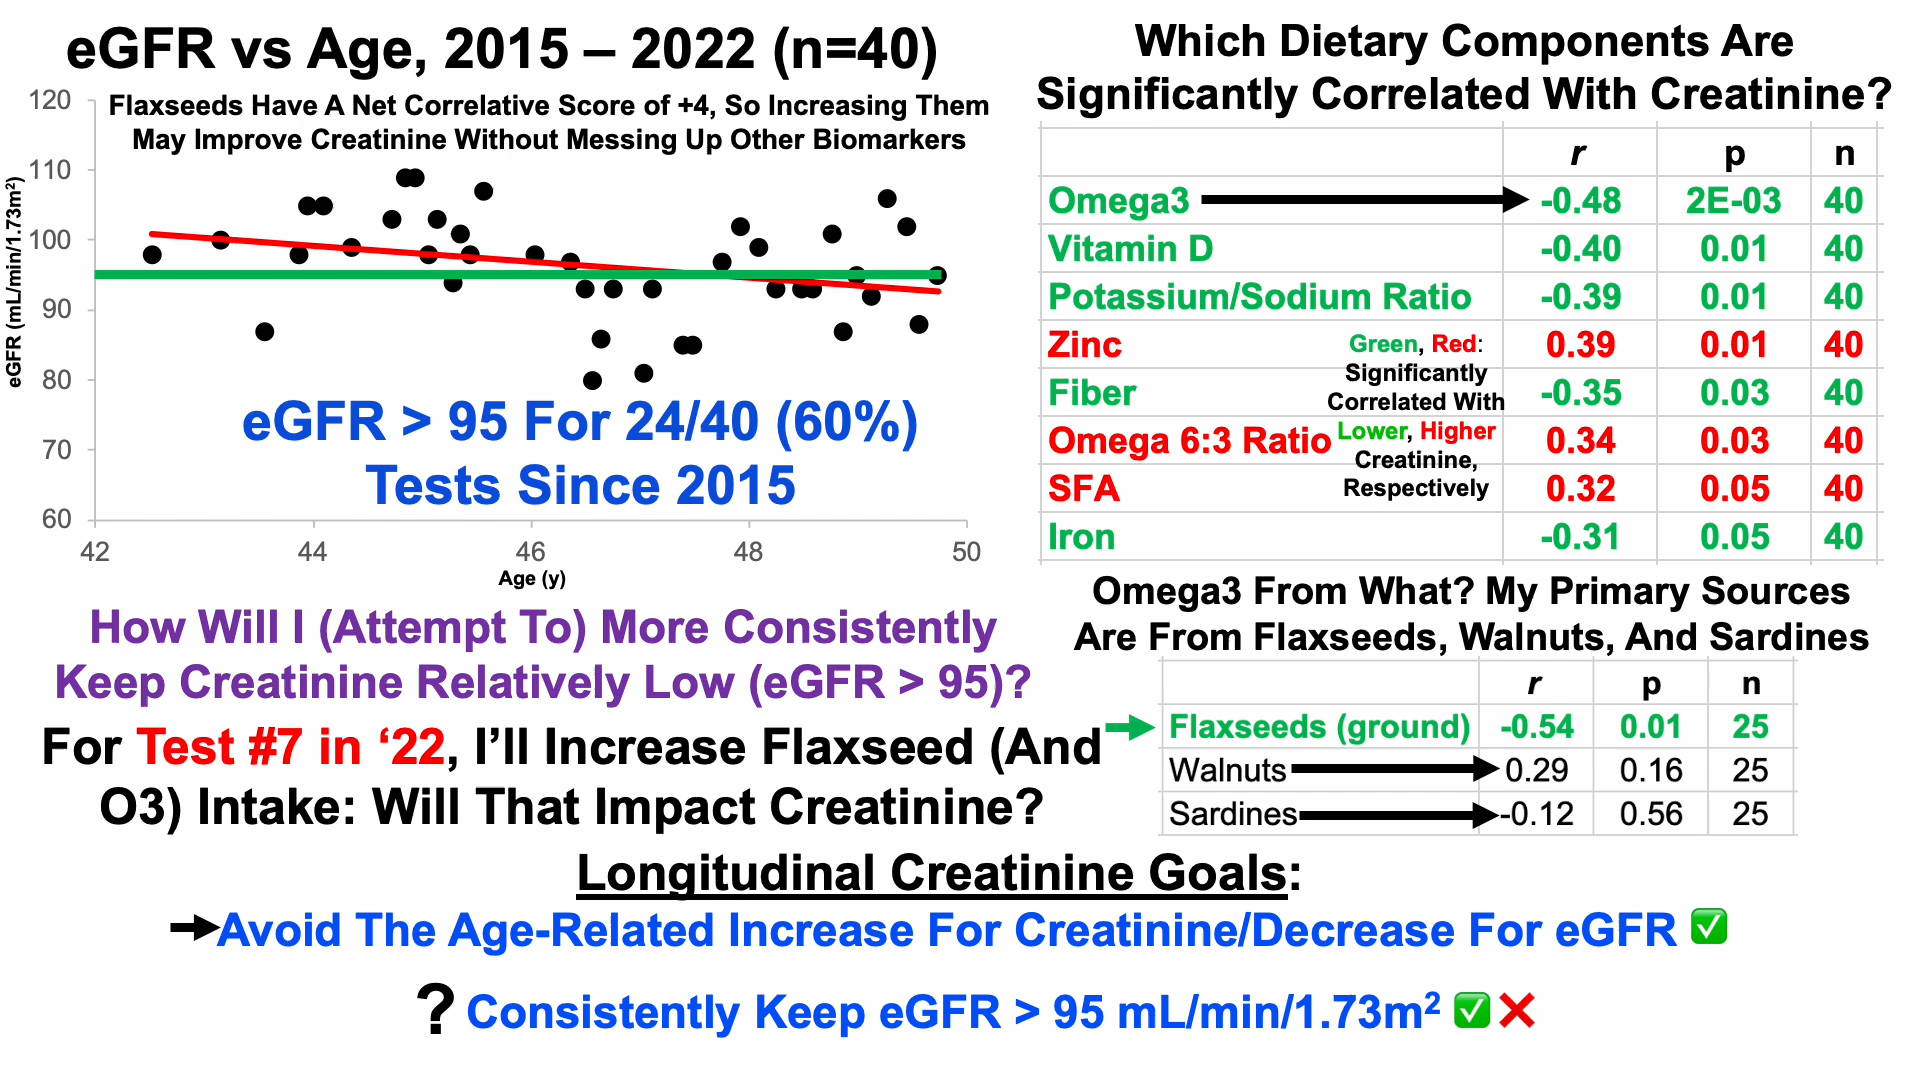 eGFR vs Age, 2015 – 2022 (n=40)
Flaxseeds Have A Net Correlative Score of +4, So Increasing Them
May Improve Creatinine Without Messing Up Other Biomarkers
120
110
100
90
80
70
60
eGFR (mL/min/1.73m²)
eGFR > 95 For 24/40 (60%)
Tests Since 2015
42 44 46 48 50
Age (y)
How Will I (Attempt To) More Consistently
Keep Creatinine Relatively Low (eGFR > 95)?
For Test #7 in ‘22, I’ll Increase Flaxseed (And
O3) Intake: Will That Impact Creatinine?
Which Dietary Components Are
Significantly Correlated With Creatinine?
r p n
Omega3 -0.48 2E-03 40
Vitamin D -0.40 0.01 40
Potassium/Sodium Ratio -0.39 0.01 40
Zinc 0.39 0.01 40
Fiber -0.35 0.03 40
Omega 6:3 Ratio 0.34 0.03 40
SFA 0.32 0.05 40
Iron -0.31 0.05 40
Green, Red:
Significantly
Correlated With
Lower, Higher
Creatinine,
Respectively
Omega3 From What? My Primary Sources
Are From Flaxseeds, Walnuts, And Sardines
r p n
Flaxseeds (ground) -0.54 0.01 25
Walnuts 0.29 0.16 25
Sardines -0.12 0.56 25
Longitudinal Creatinine Goals:
Avoid The Age-Related Increase For Creatinine/Decrease For eGFR ✅
? Consistently Keep eGFR > 95 mL/min/1.73m² ✅❌